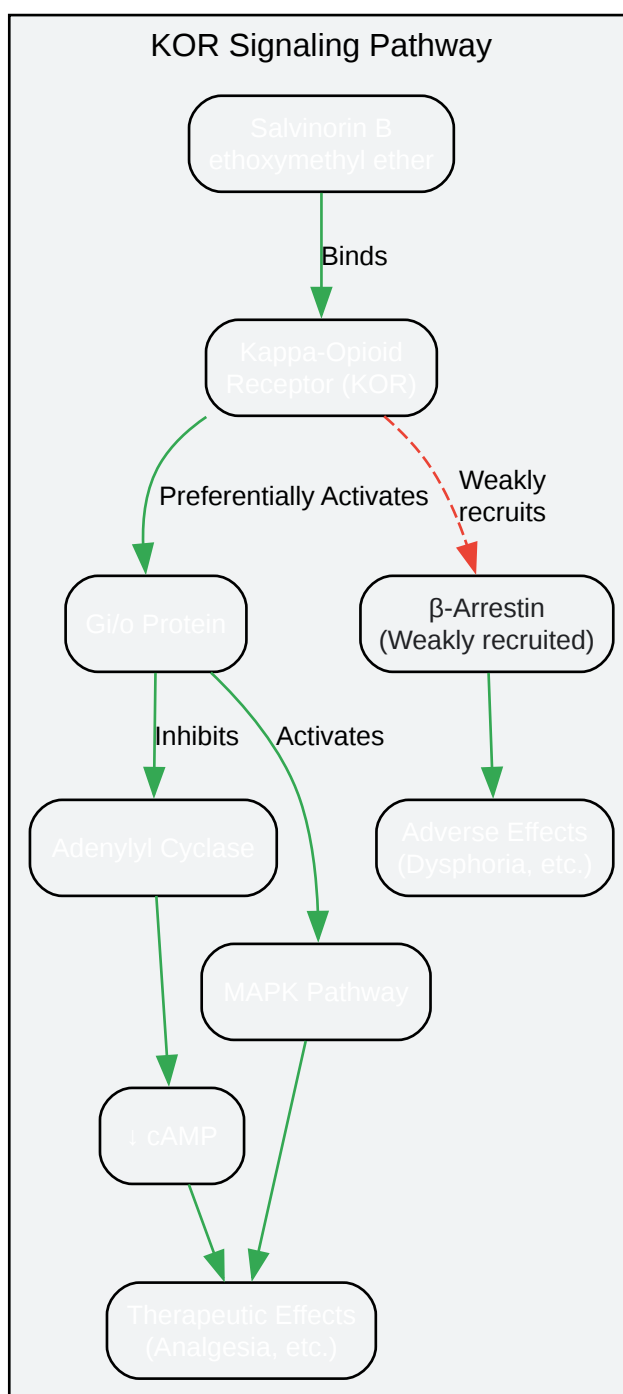 KOR Signaling Pathway
Salvinorin B
ethoxymethyl ether
Binds
Kappa-Opioid
Receptor (KOR)
Preferentially Activates
Weakly
recruits
Gi/o Protein
β-Arrestin
(Weakly recruited)
Inhibits
Activates
Adenylyl Cyclase
Adverse Effects
(Dysphoria, etc.)
MAPK Pathway
↓ cAMP
Therapeutic Effects
(Analgesia, etc.)